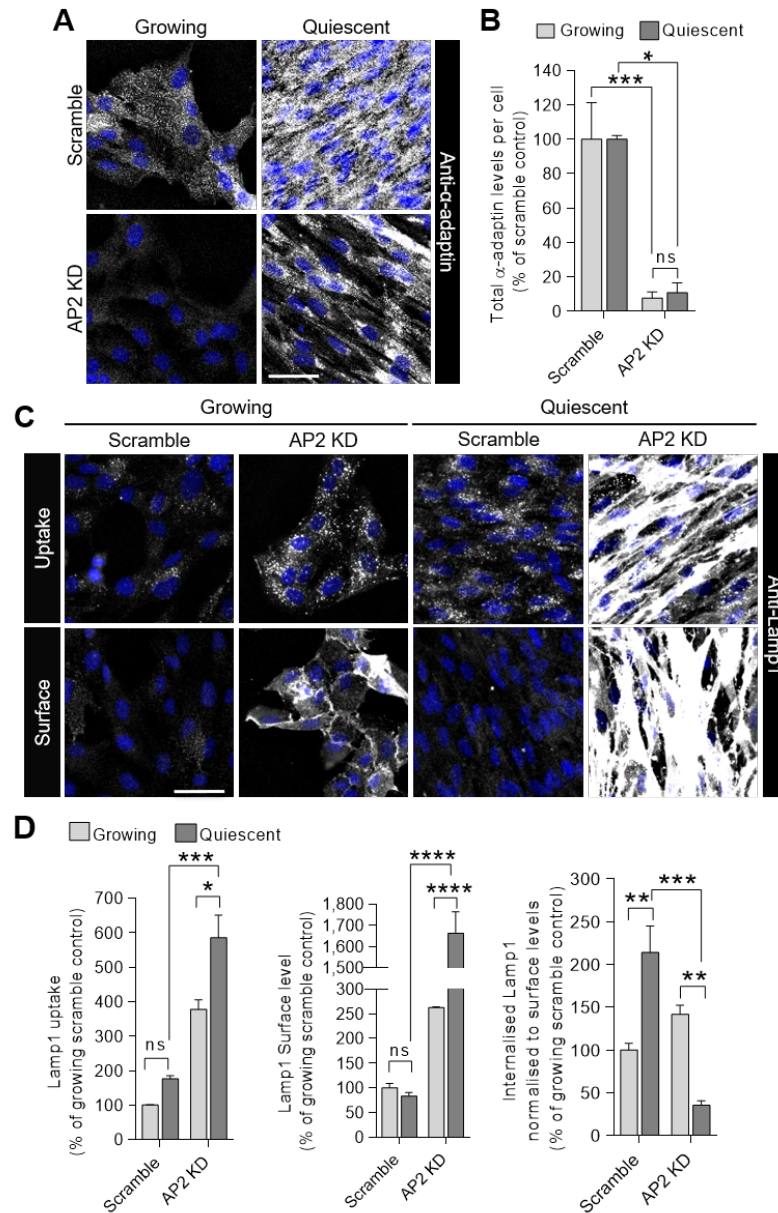 A
Growing
Quiescent
Scramble
AP2 KD
Anti-α-adaptin
B
Growing
Quiescent
Total α-adaptin levels per cell
(% of scramble control)
140
120
100
80
60
40
20
0
***
*
ns
Scramble
AP2 KD
C
Growing
Quiescent
Scramble
AP2 KD
Scramble
AP2 KD
Uptake
Surface
Anti-Lamp1
D
Growing
Quiescent
Lamp1 uptake
(% of growing scramble control)
700
600
500
400
300
200
100
0
***
*
ns
Scramble
AP2 KD
Lamp1 Surface level
(% of growing scramble control)
1,800
1,700
1,600
1,500
300
250
200
150
100
50
0
****
****
ns
Scramble
AP2 KD
Internalised Lamp1
normalised to surface levels
(% of growing scramble control)
300
250
200
150
100
50
0
**
***
**
Scramble
AP2 KD